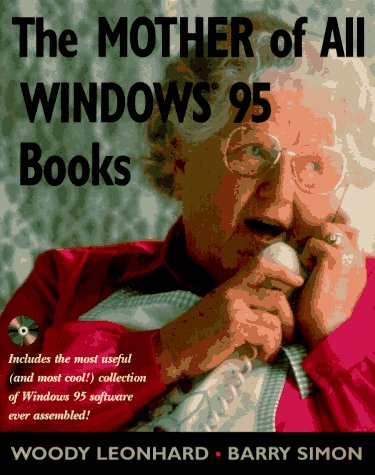 The MOTHER of All
WINDOWS® 95
Books
Includes the most useful
(and most cool!) collection
of Windows 95 software
ever assembled!
WOODY LEONHARD • BARRY SIMON